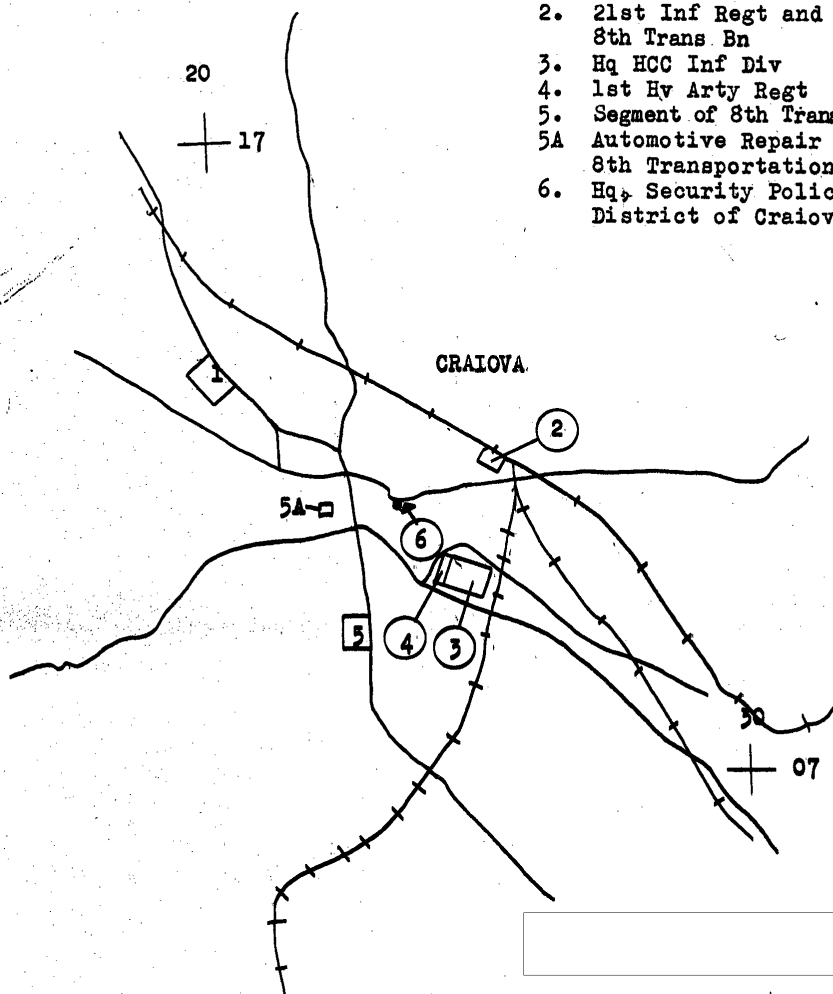 2. 21st Inf Regt and
8th Trans Bn
3. Hq HCC Inf Div
4. 1st Hv Arty Regt
5. Segment of 8th Tran
5A Automotive Repair
8th Transportation
6. Hq, Security Polic
District of Craiov
20
17
CRAIOVA
1
2
5A
6
5
4
3
30
07